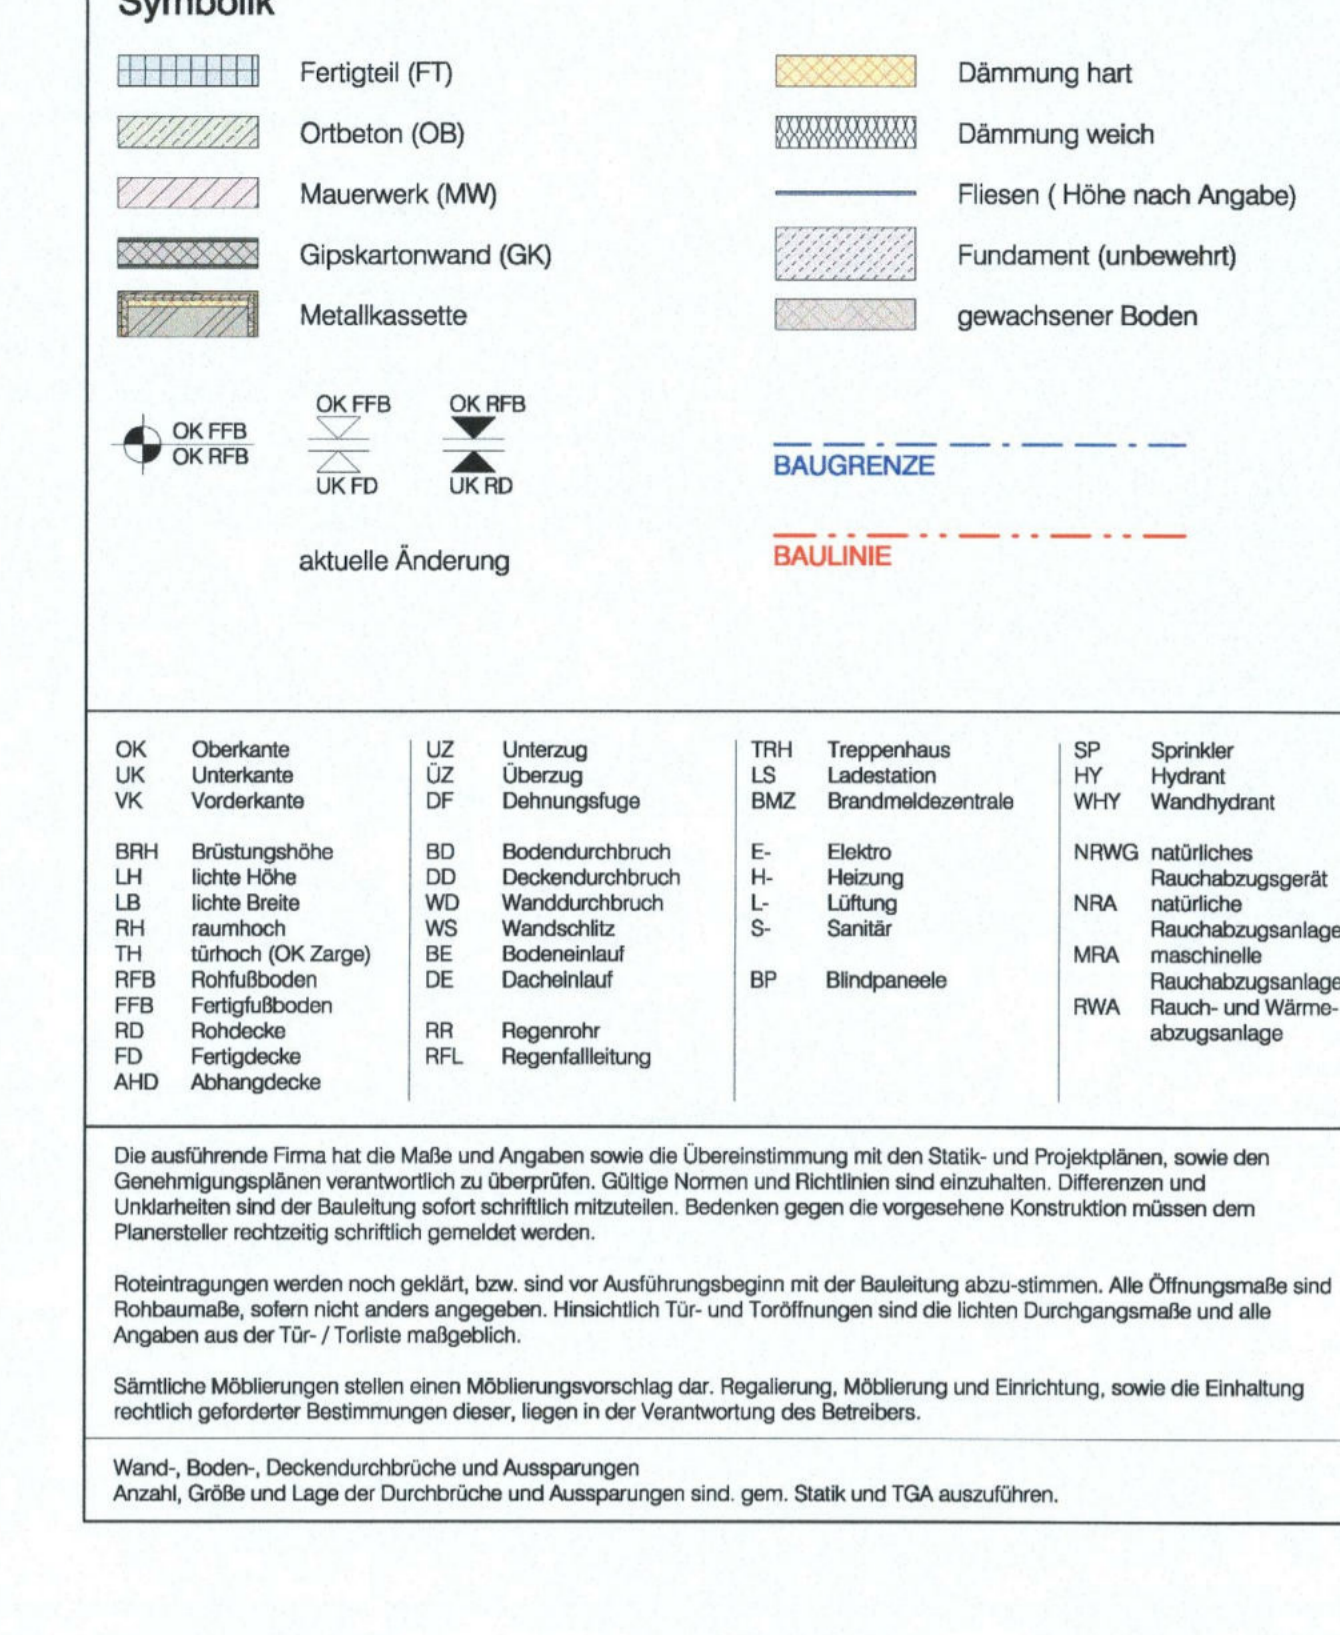 Symbolik
Fertigteil (FT)
Ortbeton (OB)
Mauerwerk (MW)
Gipskartonwand (GK)
Metallkassette
Dämmung hart
Dämmung weich
Fliesen ( Höhe nach Angabe)
Fundament (unbewehrt)
gewachsener Boden
OK FFB
OK RFB
OK FFB
UK FD
OK RFB
UK RD
aktuelle Änderung
BAUGRENZE
BAULINIE
OK Oberkante
UK Unterkante
VK Vorderkante
BRH Brüstungshöhe
LH lichte Höhe
LB lichte Breite
RH raumhoch
TH türhoch (OK Zarge)
RFB Rohfußboden
FFB Fertigfußboden
RD Rohdecke
FD Fertigdecke
AHD Abhangdecke
UZ Unterzug
ÜZ Überzug
DF Dehnungsfuge
BD Bodendurchbruch
DD Deckendurchbruch
WD Wanddurchbruch
WS Wandschlitz
BE Bodeneinlauf
DE Dacheinlauf
RR Regenrohr
RFL Regenfallleitung
TRH Treppenhaus
LS Ladestation
BMZ Brandmeldezentrale
E- Elektro
H- Heizung
L- Lüftung
S- Sanitär
BP Blindpaneele
SP Sprinkler
HY Hydrant
WHY Wandhydrant
NRWG natürliches
Rauchabzugsgerät
NRA natürliche
Rauchabzugsanlage
MRA maschinelle
Rauchabzugsanlage
RWA Rauch- und Wärme-
abzugsanlage
Die ausführende Firma hat die Maße und Angaben sowie die Übereinstimmung mit den Statik- und Projektplänen, sowie den
Genehmigungsplänen verantwortlich zu überprüfen. Gültige Normen und Richtlinien sind einzuhalten. Differenzen und
Unklarheiten sind der Bauleitung sofort schriftlich mitzuteilen. Bedenken gegen die vorgesehene Konstruktion müssen dem
Planersteller rechtzeitig schriftlich gemeldet werden.
Roteintragungen werden noch geklärt, bzw. sind vor Ausführungsbeginn mit der Bauleitung abzu-stimmen. Alle Öffnungsmaße sind
Rohbaumaße, sofern nicht anders angegeben. Hinsichtlich Tür- und Toröffnungen sind die lichten Durchgangsmaße und alle
Angaben aus der Tür- / Torliste maßgeblich.
Sämtliche Möblierungen stellen einen Möblierungsvorschlag dar. Regalierung, Möblierung und Einrichtung, sowie die Einhaltung
rechtlich geforderter Bestimmungen dieser, liegen in der Verantwortung des Betreibers.
Wand-, Boden-, Deckendurchbrüche und Aussparungen
Anzahl, Größe und Lage der Durchbrüche und Aussparungen sind. gem. Statik und TGA auszuführen.